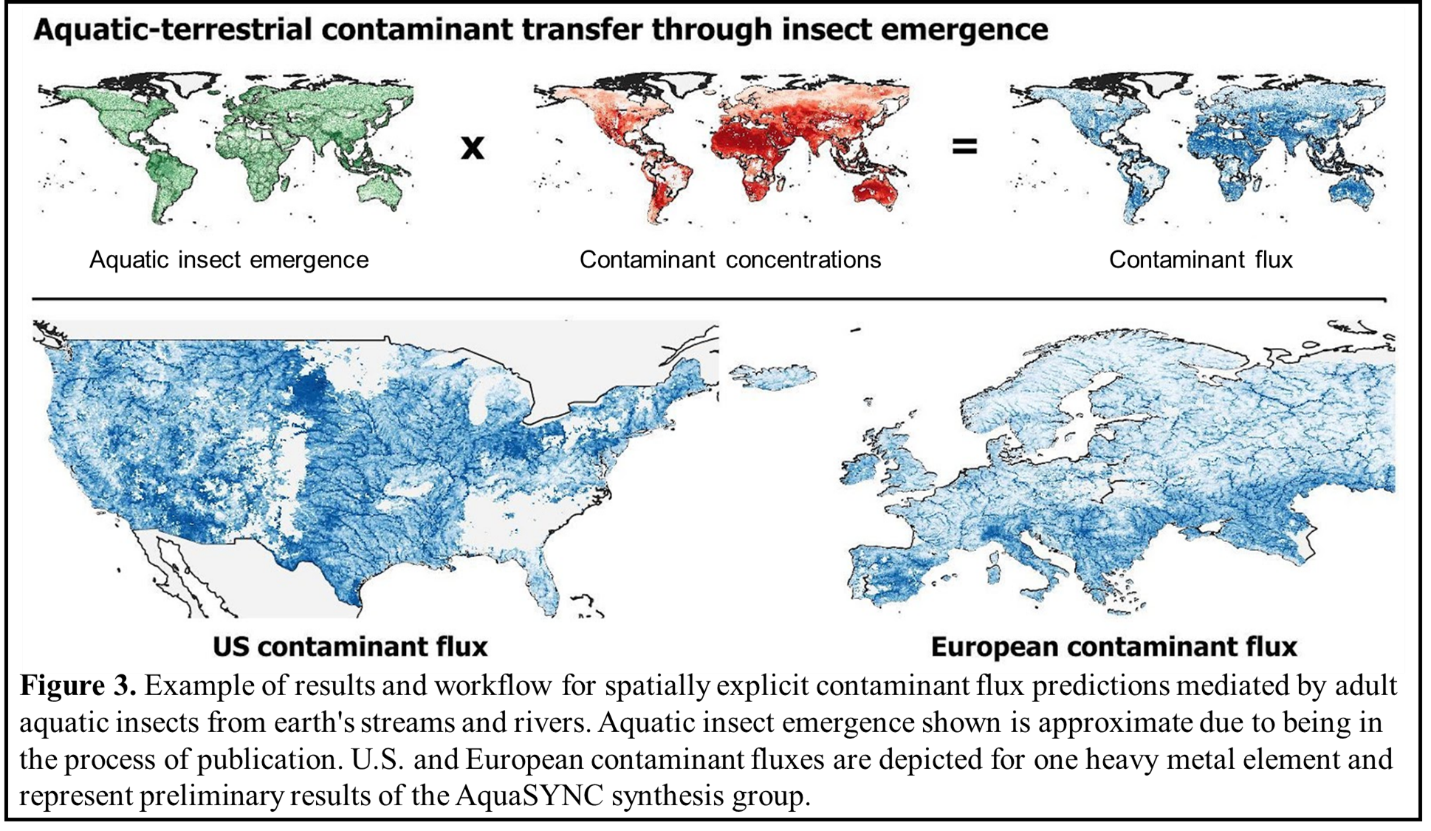 Aquatic-terrestrial contaminant transfer through insect emergence
x
=
Aquatic insect emergence
Contaminant concentrations
Contaminant flux
US contaminant flux
European contaminant flux
Figure 3. Example of results and workflow for spatially explicit contaminant flux predictions mediated by adult
aquatic insects from earth's streams and rivers. Aquatic insect emergence shown is approximate due to being in
the process of publication. U.S. and European contaminant fluxes are depicted for one heavy metal element and
represent preliminary results of the AquaSYNC synthesis group.